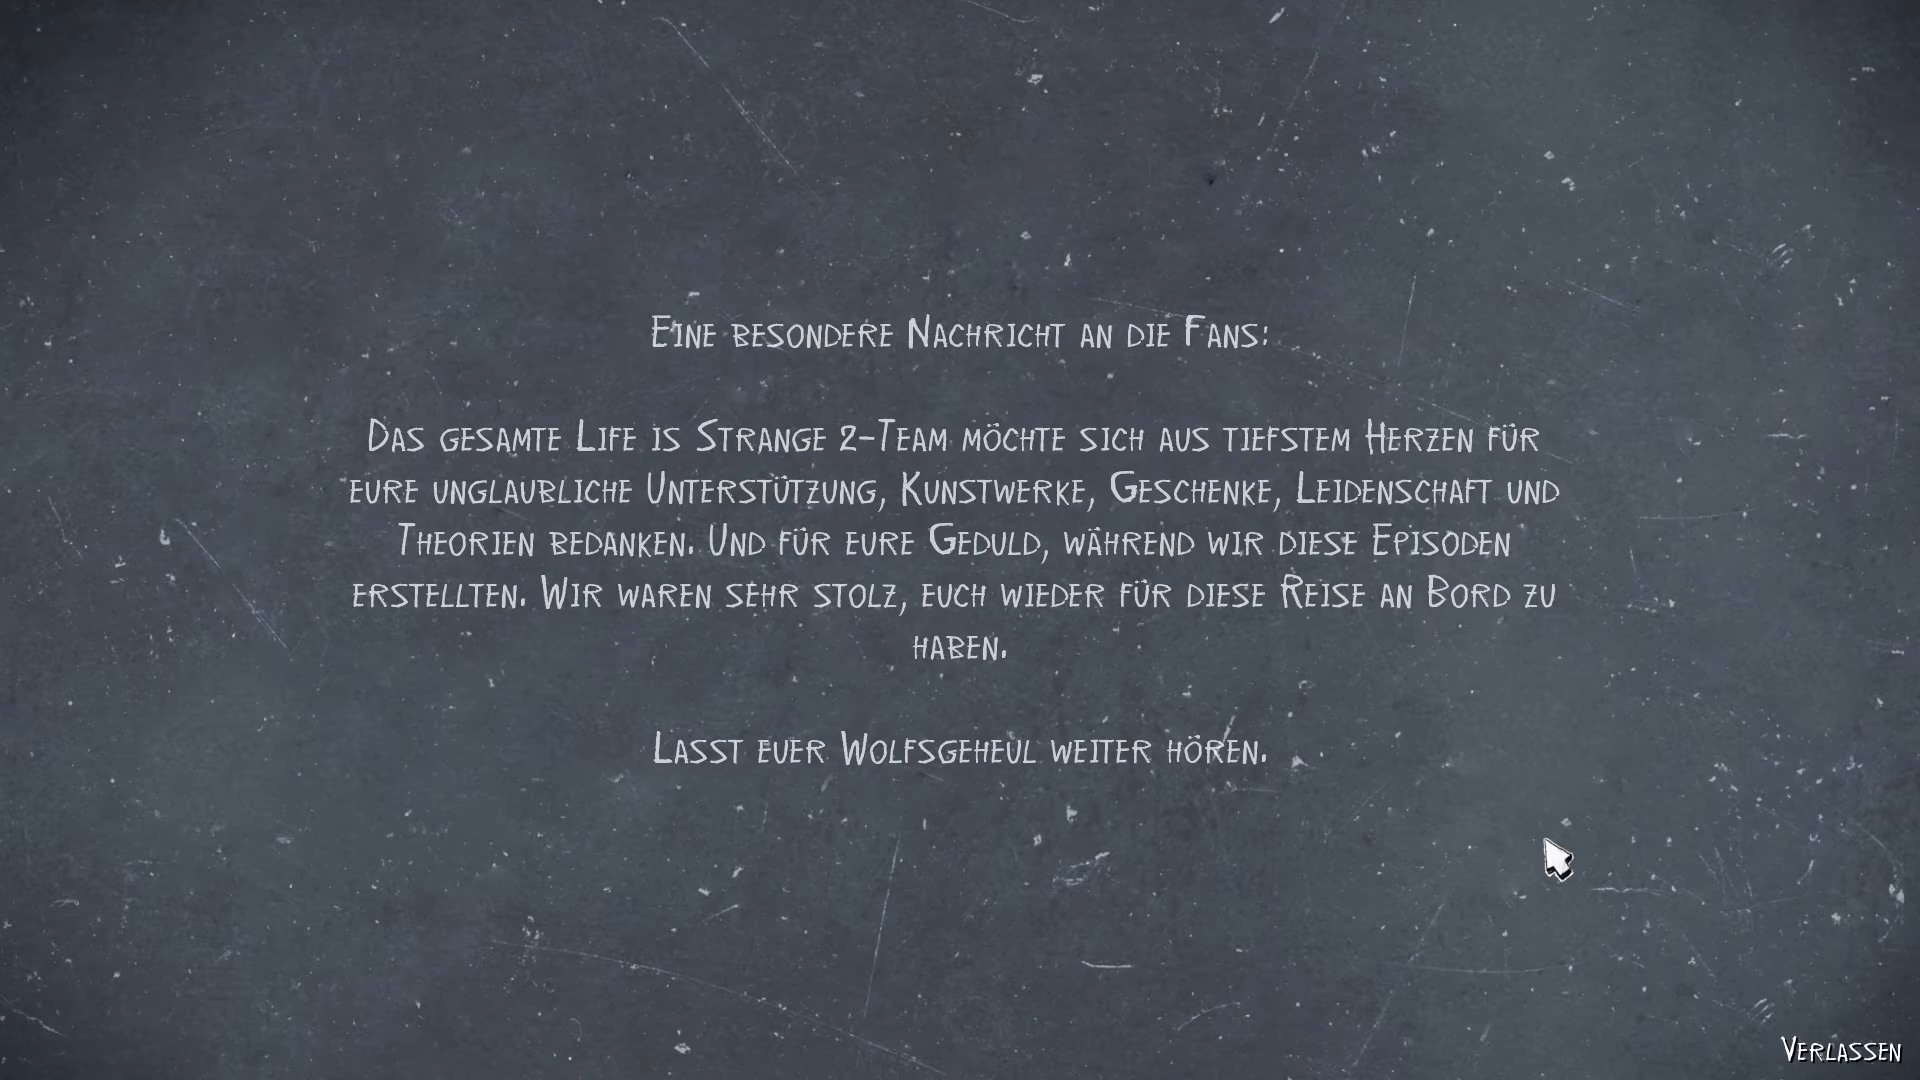 Eine besondere Nachricht an die Fans:
Das gesamte Life is Strange 2-Team möchte sich aus tiefstem Herzen für
eure unglaubliche Unterstützung, Kunstwerke, Geschenke, Leidenschaft und
Theorien bedanken. Und für eure Geduld, während wir diese Episoden
erstellten. Wir waren sehr stolz, euch wieder für diese Reise an Bord zu
haben.
Lasst euer Wolfsgeheul weiter hören.
Verlassen